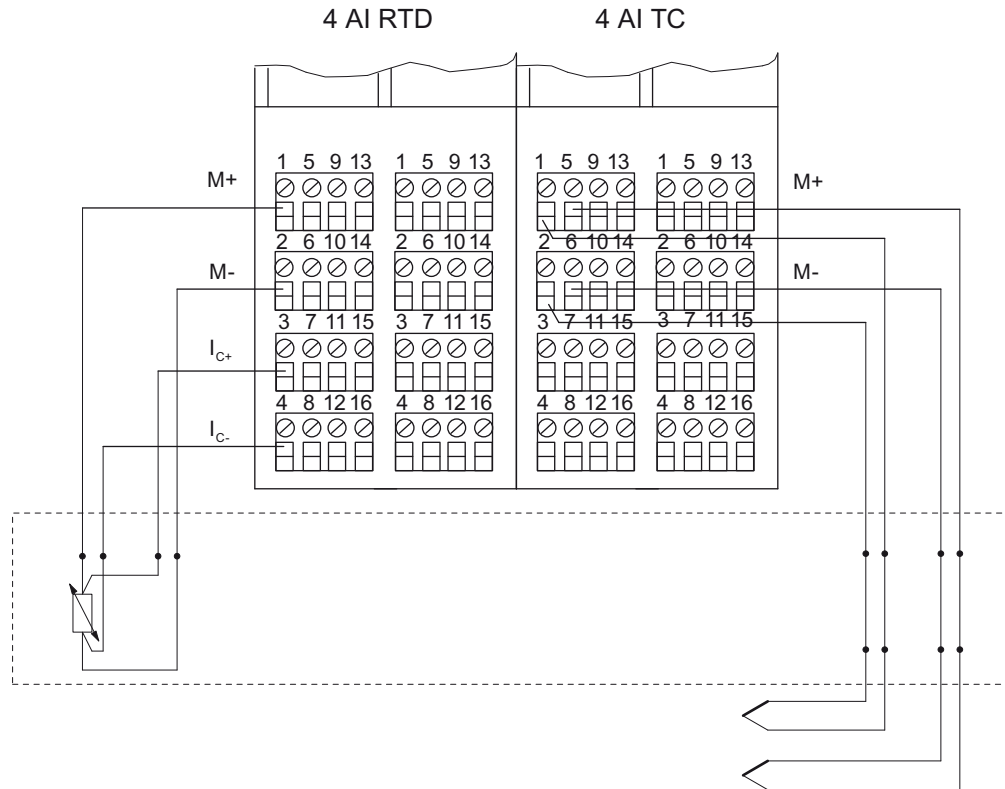 4 AI RTD 4 AI TC
1 5 9 13 1 5 9 13 1 5 9 13 1 5 9 13
M+ M+
2 6 10 14 2 6 10 14 2 6 10 14 2 6 10 14
M- M-
3 7 11 15 3 7 11 15 3 7 11 15 3 7 11 15
IC+
4 8 12 16 4 8 12 16 4 8 12 16 4 8 12 16
IC-